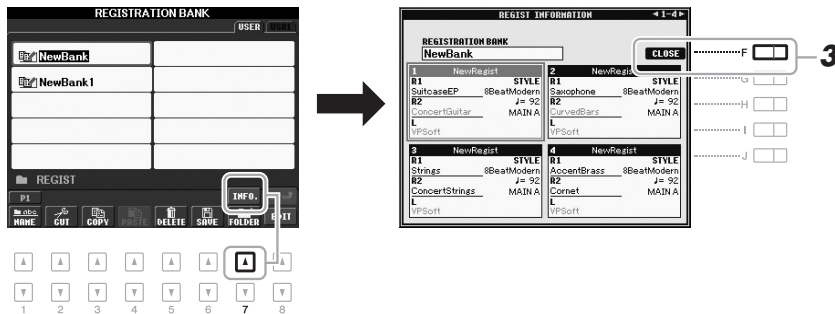 REGISTRATION BANK
USER USB1
NewBank
NewBank1
REGIST
P1
INFO.
NAME CUT COPY PASTE DELETE SAVE FOLDER EDIT
1 2 3 4 5 6 7 8
REGIST INFORMATION 1-4
REGISTRATION BANK
NewBank
CLOSE
F
3
G
H
I
J
1 NewRegist
R1 STYLE
SuitcaseEP 8BeatModern
R2 ♩= 92
ConcertGuitar MAIN A
L
VPSoft
2 NewRegist
R1 STYLE
Saxophone 8BeatModern
R2 ♩= 92
CurvedBars MAIN A
L
VPSoft
3 NewRegist
R1 STYLE
Strings 8BeatModern
R2 ♩= 92
ConcertStrings MAIN A
L
VPSoft
4 NewRegist
R1 STYLE
AccentBrass 8BeatModern
R2 ♩= 92
Cornet MAIN A
L
VPSoft